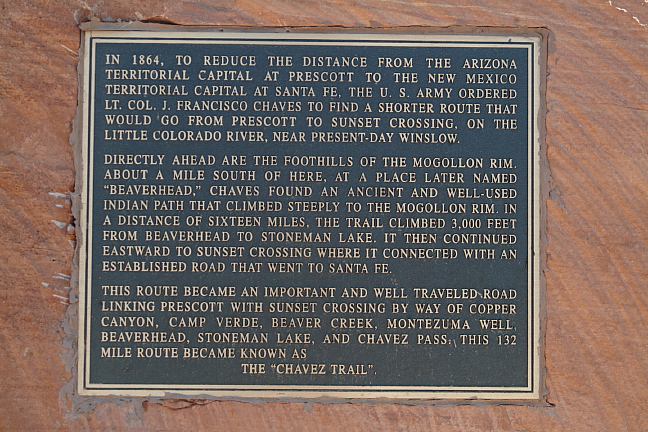 IN 1864, TO REDUCE THE DISTANCE FROM THE ARIZONA
TERRITORIAL CAPITAL AT PRESCOTT TO THE NEW MEXICO
TERRITORIAL CAPITAL AT SANTA FE, THE U. S. ARMY ORDERED
LT. COL. J. FRANCISCO CHAVES TO FIND A SHORTER ROUTE THAT
WOULD GO FROM PRESCOTT TO SUNSET CROSSING, ON THE
LITTLE COLORADO RIVER, NEAR PRESENT-DAY WINSLOW.
DIRECTLY AHEAD ARE THE FOOTHILLS OF THE MOGOLLON RIM.
ABOUT A MILE SOUTH OF HERE, AT A PLACE LATER NAMED
"BEAVERHEAD," CHAVES FOUND AN ANCIENT AND WELL-USED
INDIAN PATH THAT CLIMBED STEEPLY TO THE MOGOLLON RIM. IN
A DISTANCE OF SIXTEEN MILES, THE TRAIL CLIMBED 3,000 FEET
FROM BEAVERHEAD TO STONEMAN LAKE. IT THEN CONTINUED
EASTWARD TO SUNSET CROSSING WHERE IT CONNECTED WITH AN
ESTABLISHED ROAD THAT WENT TO SANTA FE.
THIS ROUTE BECAME AN IMPORTANT AND WELL TRAVELED ROAD
LINKING PRESCOTT WITH SUNSET CROSSING BY WAY OF COPPER
CANYON, CAMP VERDE, BEAVER CREEK, MONTEZUMA WELL,
BEAVERHEAD, STONEMAN LAKE, AND CHAVEZ PASS. THIS 132
MILE ROUTE BECAME KNOWN AS
THE "CHAVEZ TRAIL".